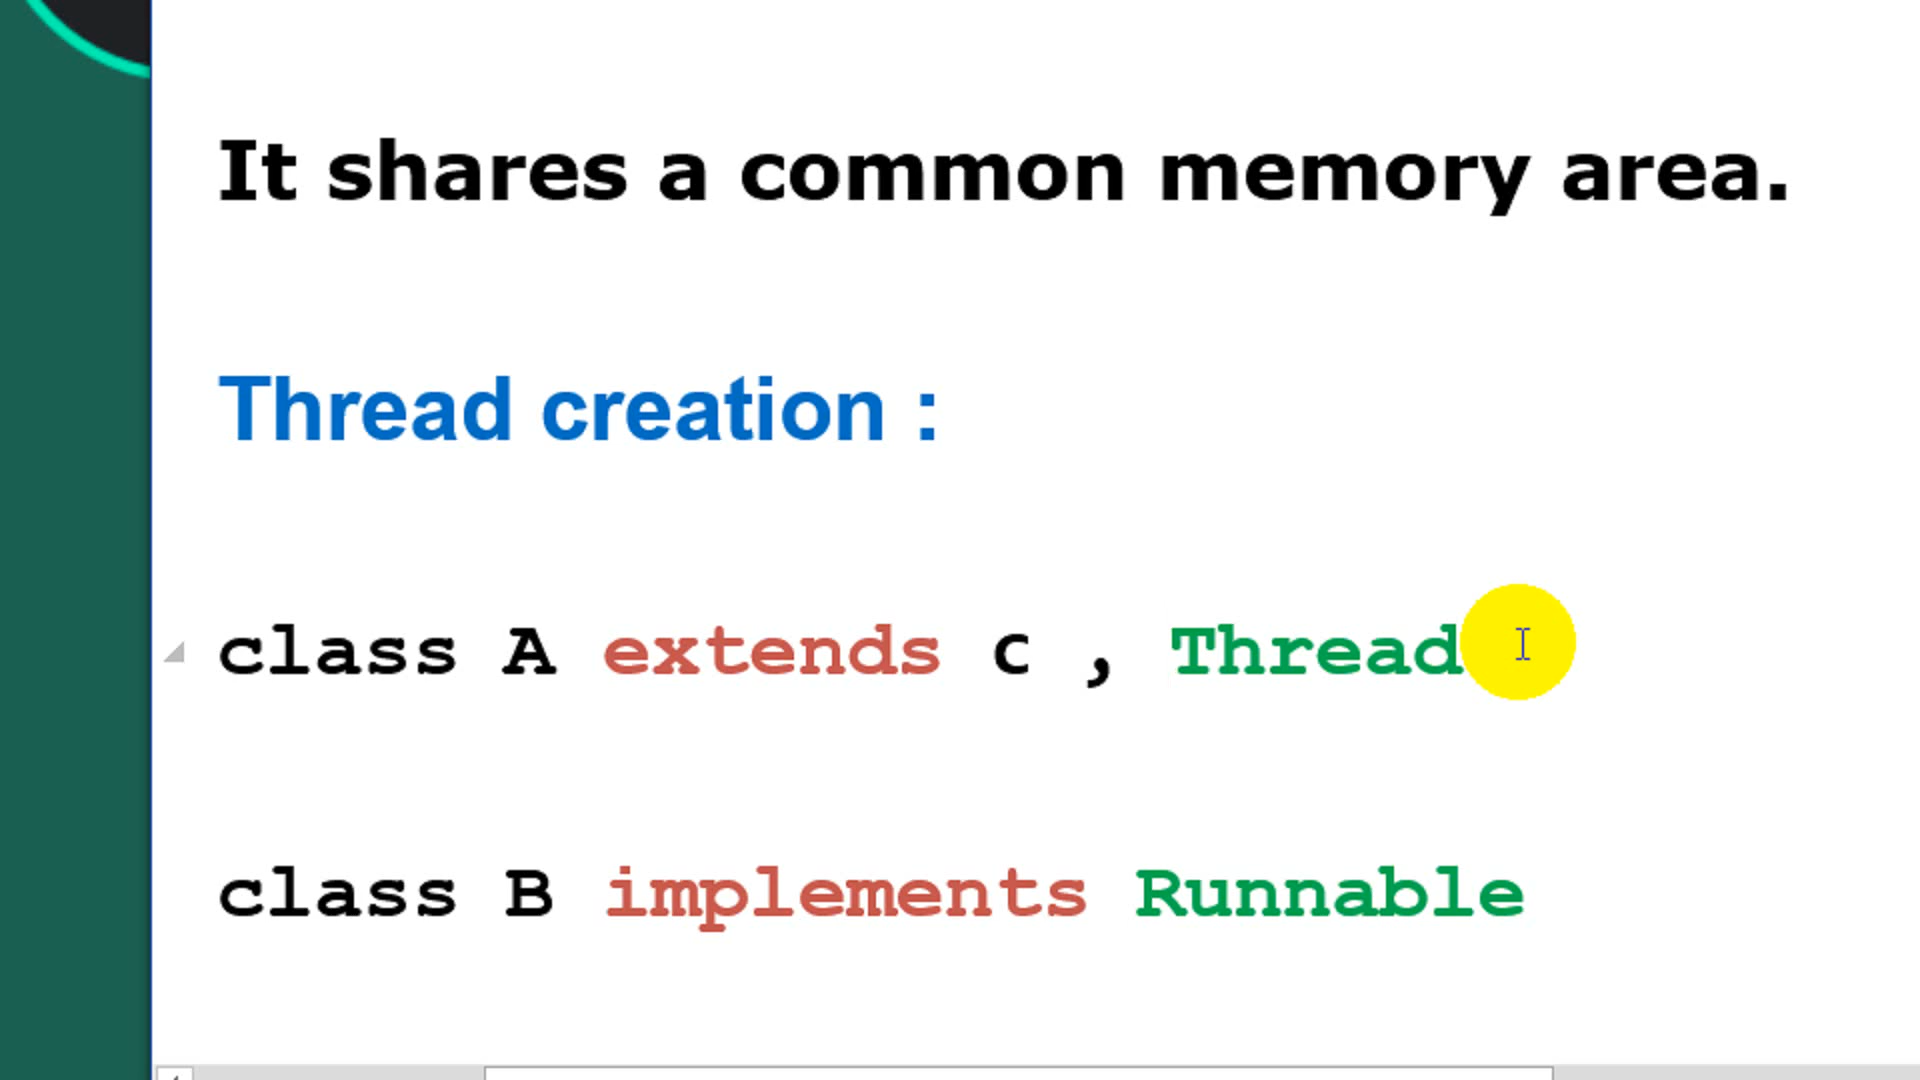 It shares a common memory area.
Thread creation :
class A extends c , Thread
class B implements Runnable